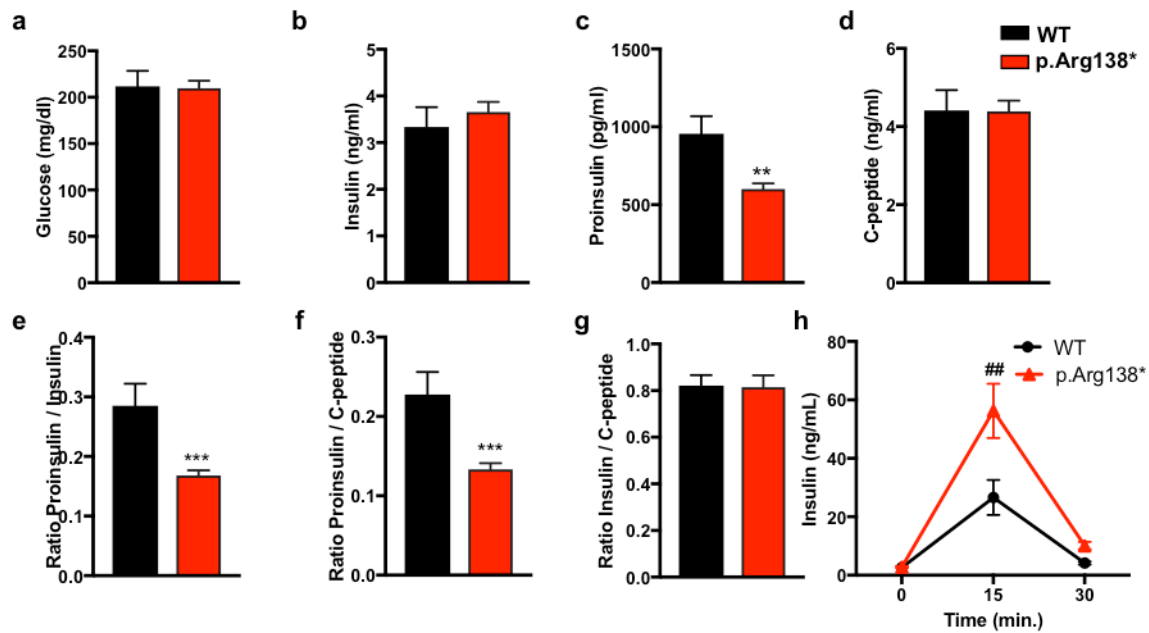 a
Glucose (mg/dl)
250
200
150
100
50
0
b
Insulin (ng/ml)
5
4
3
2
1
0
c
Proinsulin (pg/ml)
1500
1000
500
0
**
d
C-peptide (ng/ml)
6
4
2
0
WT
p.Arg138*
e
Ratio Proinsulin / Insulin
0.4
0.3
0.2
0.1
0.0
***
f
Ratio Proinsulin / C-peptide
0.3
0.2
0.1
0.0
***
g
Ratio Insulin / C-peptide
1.0
0.8
0.6
0.4
0.2
0.0
h
Insulin (ng/mL)
80
60
40
20
0
##
WT
p.Arg138*
0
15
30
Time (min.)